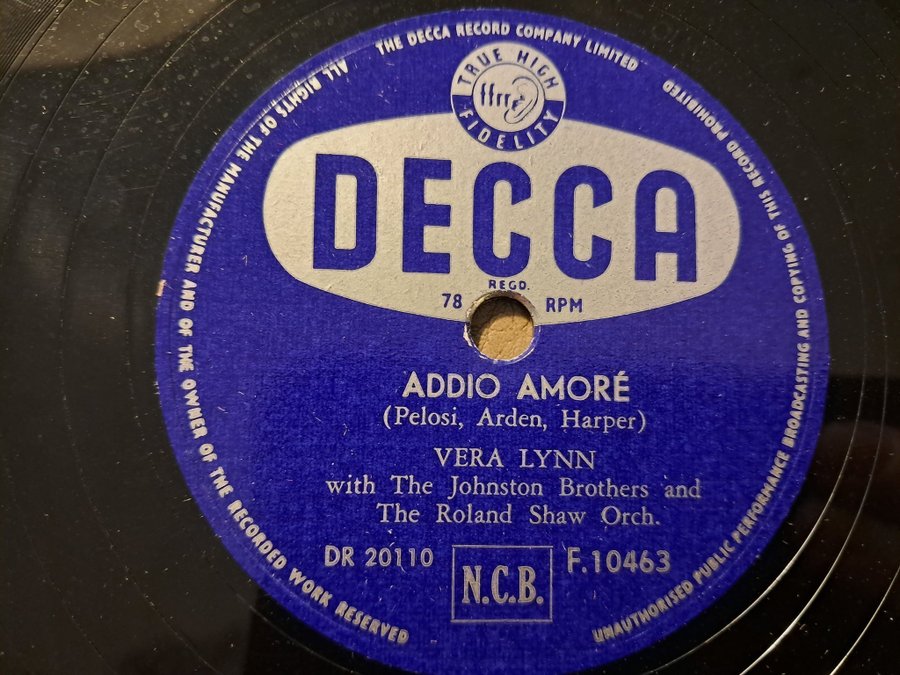 THE DECCA RECORD COMPANY LIMITED
ALL RIGHTS OF THE MANUFACTURER AND OF THE OWNER OF THE RECORDED WORK RESERVED
UNAUTHORISED PUBLIC PERFORMANCE BROADCASTING AND COPYING OF THIS RECORD PROHIBITED
TRUE HIGH
ffrr
FIDELITY
DECCA
REGD.
78 RPM
ADDIO AMORÉ
(Pelosi, Arden, Harper)
VERA LYNN
with The Johnston Brothers and
The Roland Shaw Orch.
DR 20110 N.C.B. F.10463